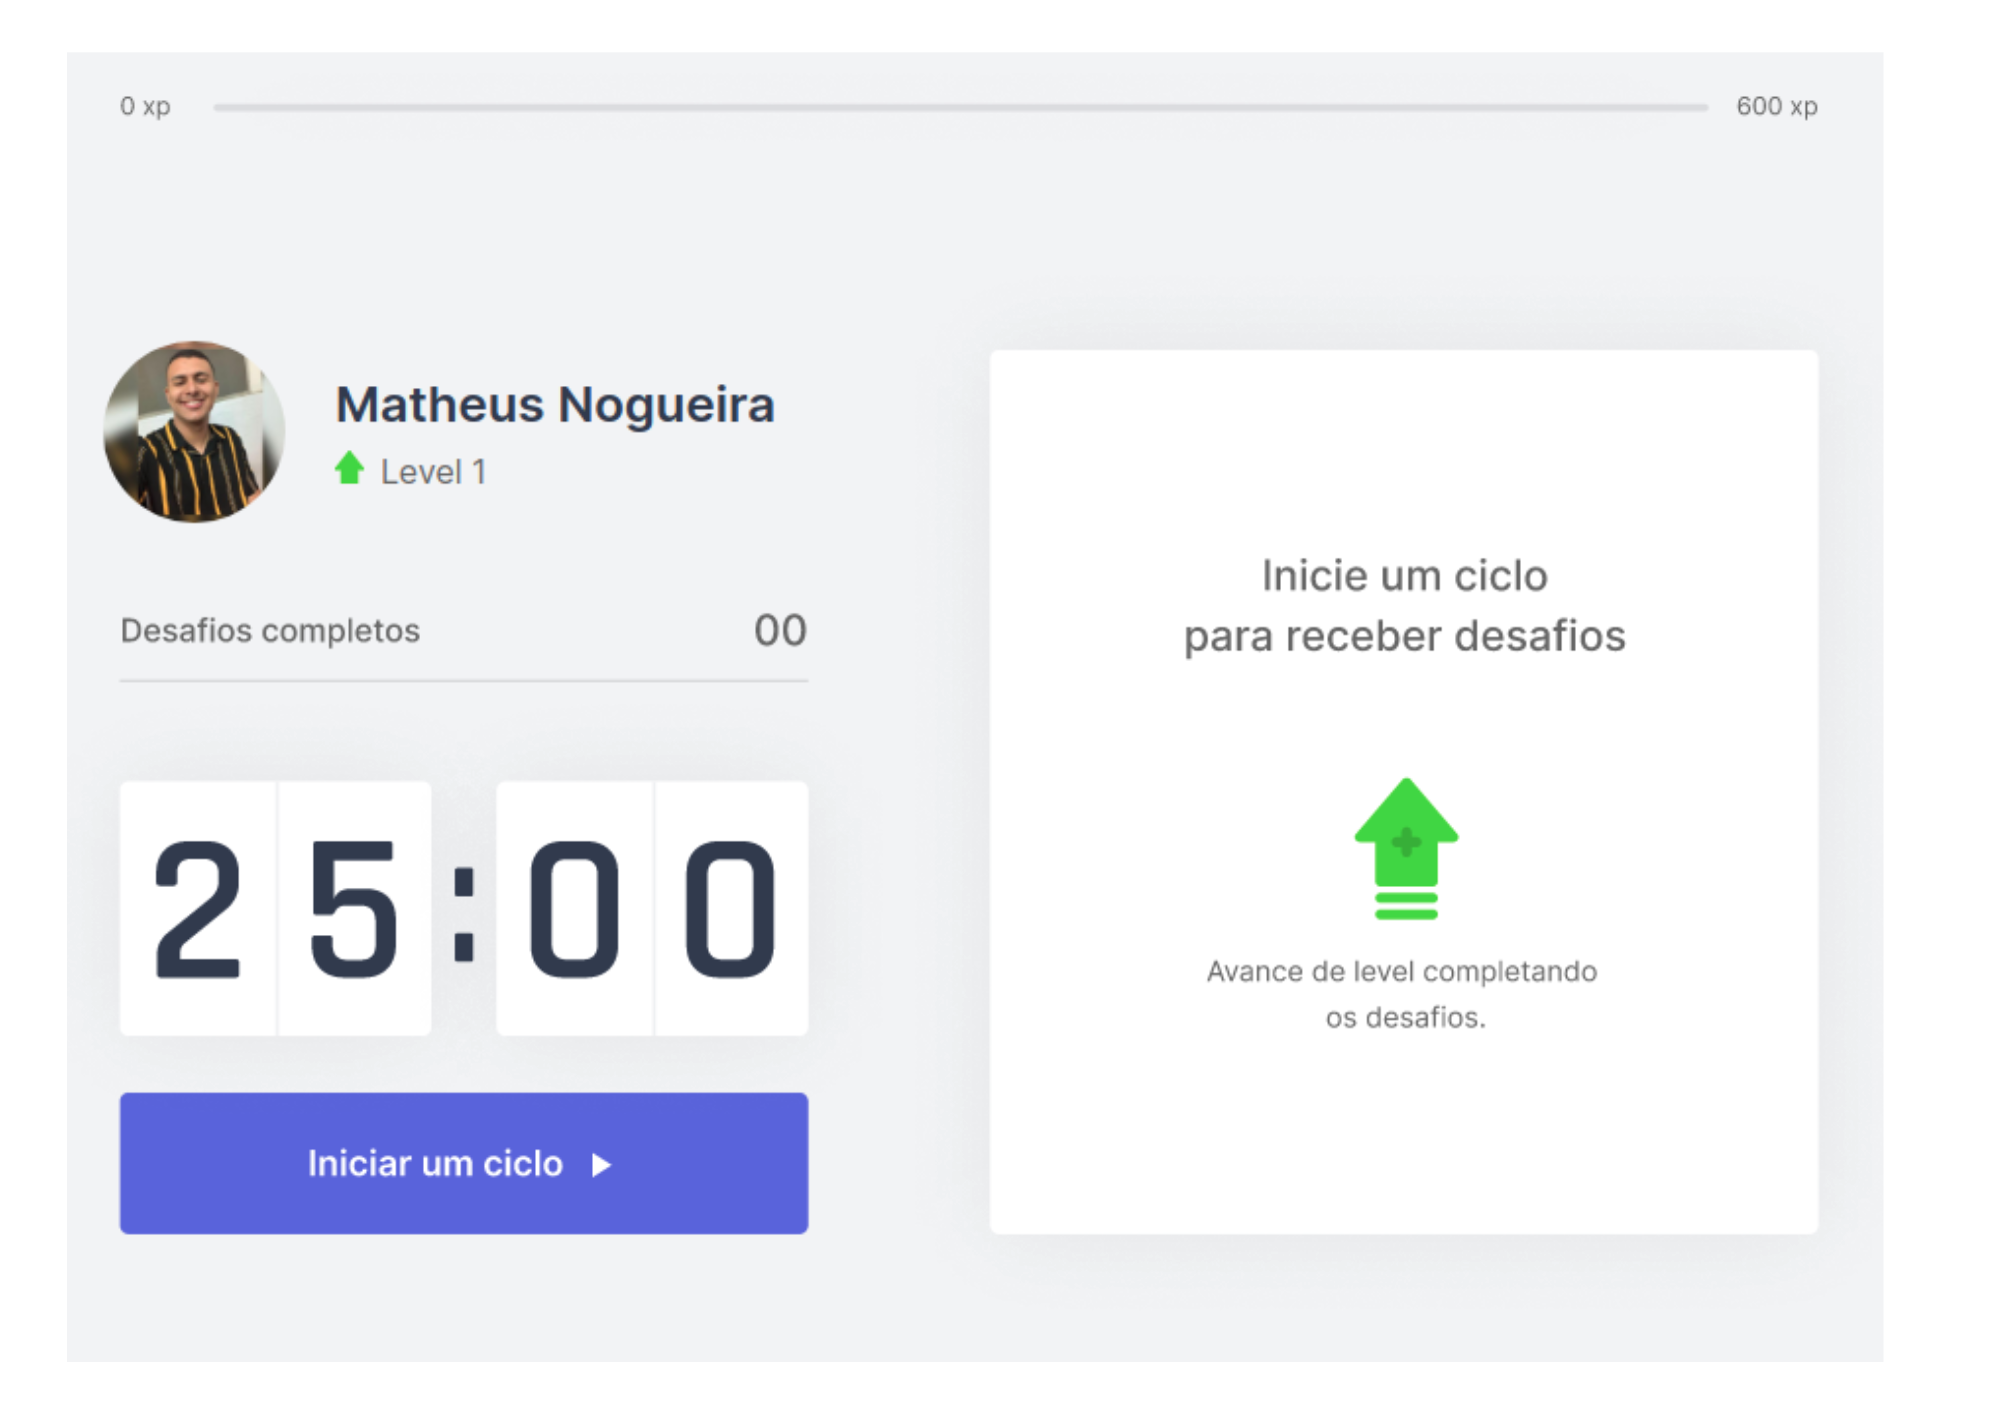 0 xp
600 xp
Matheus Nogueira
Level 1
Desafios completos
00
25:00
Iniciar um ciclo
Inicie um ciclo
para receber desafios
Avance de level completando
os desafios.